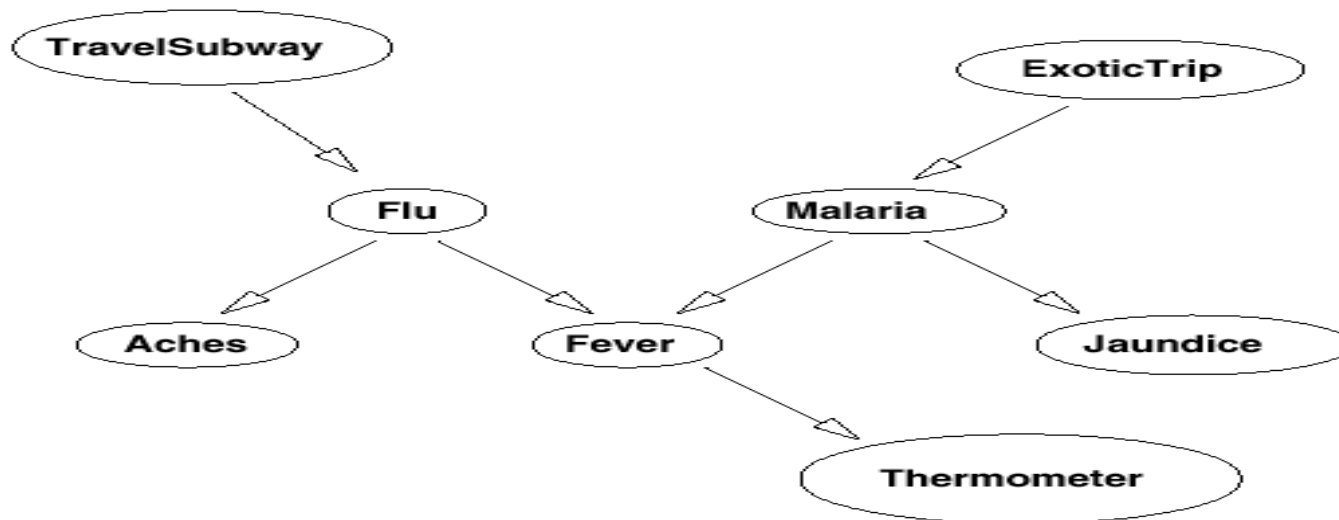 TravelSubway
ExoticTrip
Flu
Malaria
Aches
Fever
Jaundice
Thermometer